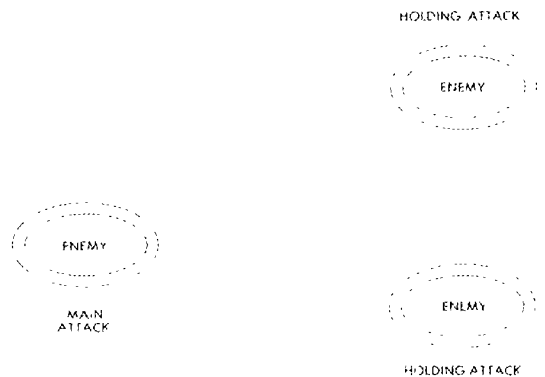 HOLDING ATTACK
ENEMY
ENEMY
MAIN
ATTACK
ENEMY
HOLDING ATTACK